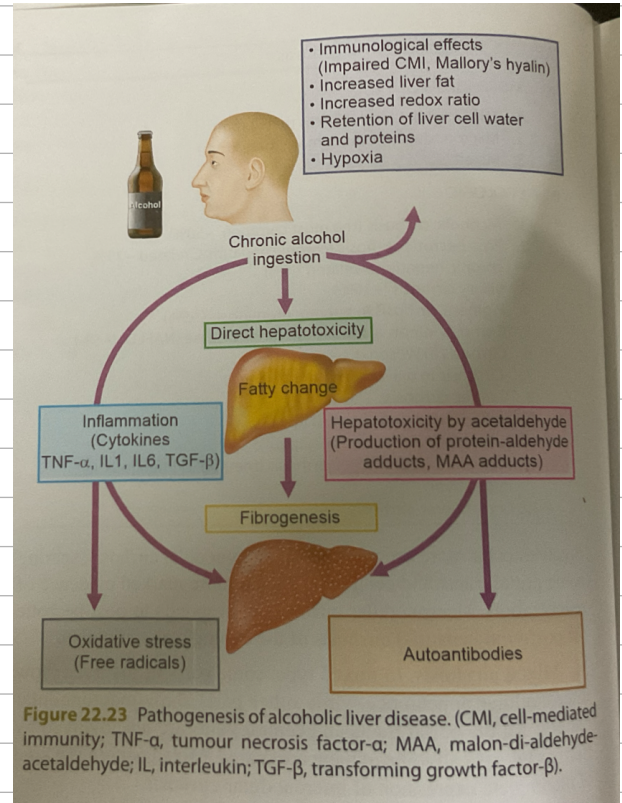 • Immunological effects
(Impaired CMI, Mallory's hyalin)
• Increased liver fat
• Increased redox ratio
• Retention of liver cell water
and proteins
• Hypoxia
Alcohol
Chronic alcohol
ingestion
Direct hepatotoxicity
Fatty change
Inflammation
(Cytokines
TNF-α, IL1, IL6, TGF-β)
Hepatotoxicity by acetaldehyde
(Production of protein-aldehyde
adducts, MAA adducts)
Fibrogenesis
Oxidative stress
(Free radicals)
Autoantibodies
Figure 22.23 Pathogenesis of alcoholic liver disease. (CMI, cell-mediated
immunity; TNF-α, tumour necrosis factor-α; MAA, malon-di-aldehyde-
acetaldehyde; IL, interleukin; TGF-β, transforming growth factor-β).